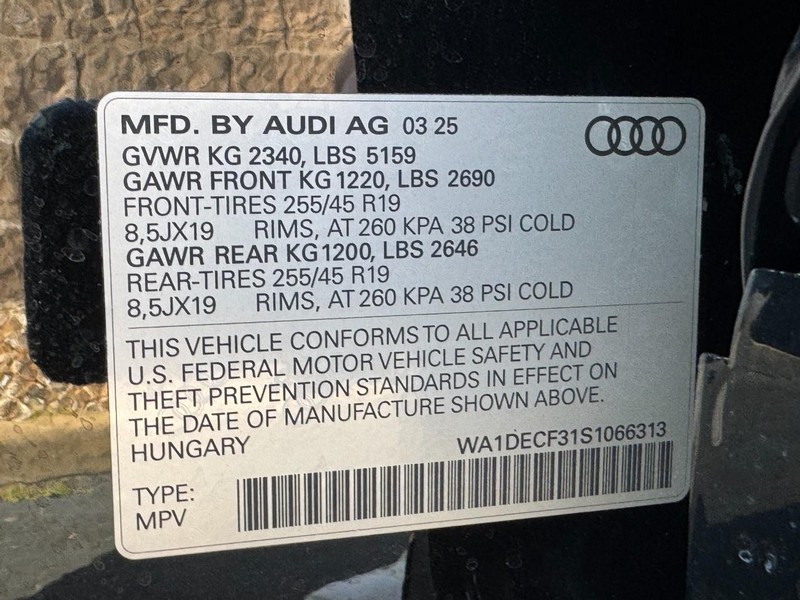 MFD. BY AUDI AG 03 25
GVWR KG 2340, LBS 5159
GAWR FRONT KG 1220, LBS 2690
FRONT-TIRES 255/45 R19
8,5JX19 RIMS, AT 260 KPA 38 PSI COLD
GAWR REAR KG 1200, LBS 2646
REAR-TIRES 255/45 R19
8,5JX19 RIMS, AT 260 KPA 38 PSI COLD
THIS VEHICLE CONFORMS TO ALL APPLICABLE
U.S. FEDERAL MOTOR VEHICLE SAFETY AND
THEFT PREVENTION STANDARDS IN EFFECT ON
THE DATE OF MANUFACTURE SHOWN ABOVE.
HUNGARY WA1DECF31S1066313
TYPE:
MPV